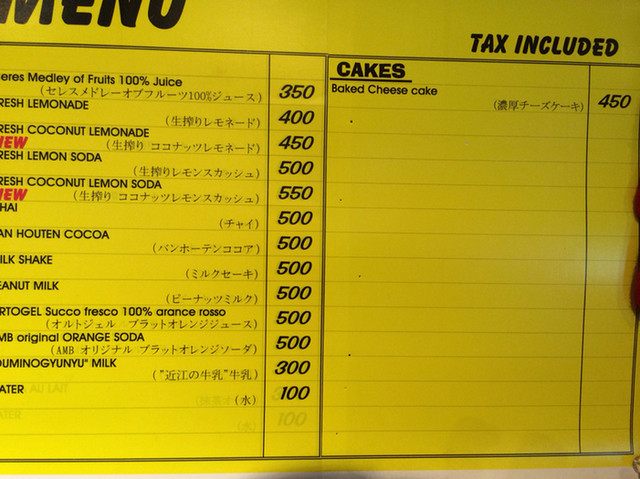 MENU
TAX INCLUDED
eres Medley of Fruits 100% Juice
(セレスメドレーオブフルーツ100%ジュース) 350
RESH LEMONADE
(生搾りレモネード) 400
RESH COCONUT LEMONADE
NEW (生搾り ココナッツレモネード) 450
RESH LEMON SODA
(生搾りレモンスカッシュ) 500
RESH COCONUT LEMON SODA
NEW (生搾り ココナツレモンスカッシュ) 550
HAI
(チャイ) 500
AN HOUTEN COCOA
(バンホーテンココア) 500
ILK SHAKE
(ミルクセーキ) 500
EANUT MILK
(ピーナッツミルク) 500
RTOGEL Succo fresco 100% arance rosso
(オルトジェル ブラットオレンジジュース) 500
MB original ORANGE SODA
(AMB オリジナル ブラットオレンジソーダ) 500
OUMINOGYUNYU" MILK
("近江の牛乳"牛乳) 300
ATER
(水) 100
AU LAIT
ATER
(水) 100
CAKES
Baked Cheese cake
(濃厚チーズケーキ) 450